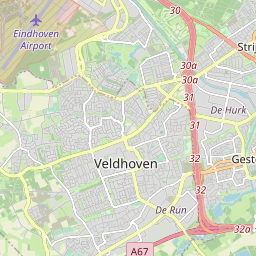 30
Eindhoven
Airport
Strij
30a
30a
31
De Hurk
31
Veldhoven
32
Gest
32
De Run
A67
32a